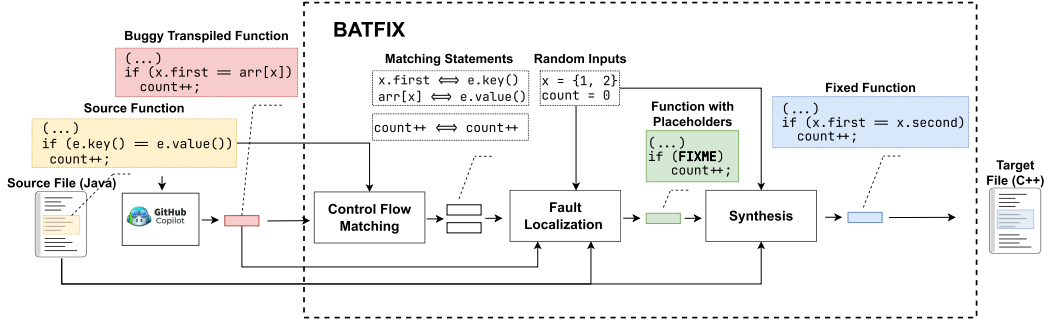 BATFIX
Buggy Transpiled Function
(...)
if (x.first == arr[x])
count++;
Source Function
(...)
if (e.key() == e.value())
count++;
Source File (Java)
GitHub
Copilot
Matching Statements
x.first ⟺ e.key()
arr[x] ⟺ e.value()
count++ ⟺ count++
Random Inputs
x = {1, 2}
count = 0
Control Flow
Matching
Fault
Localization
Function with
Placeholders
(...)
if (FIXME)
count++;
Synthesis
Fixed Function
(...)
if (x.first == x.second)
count++;
Target
File (C++)